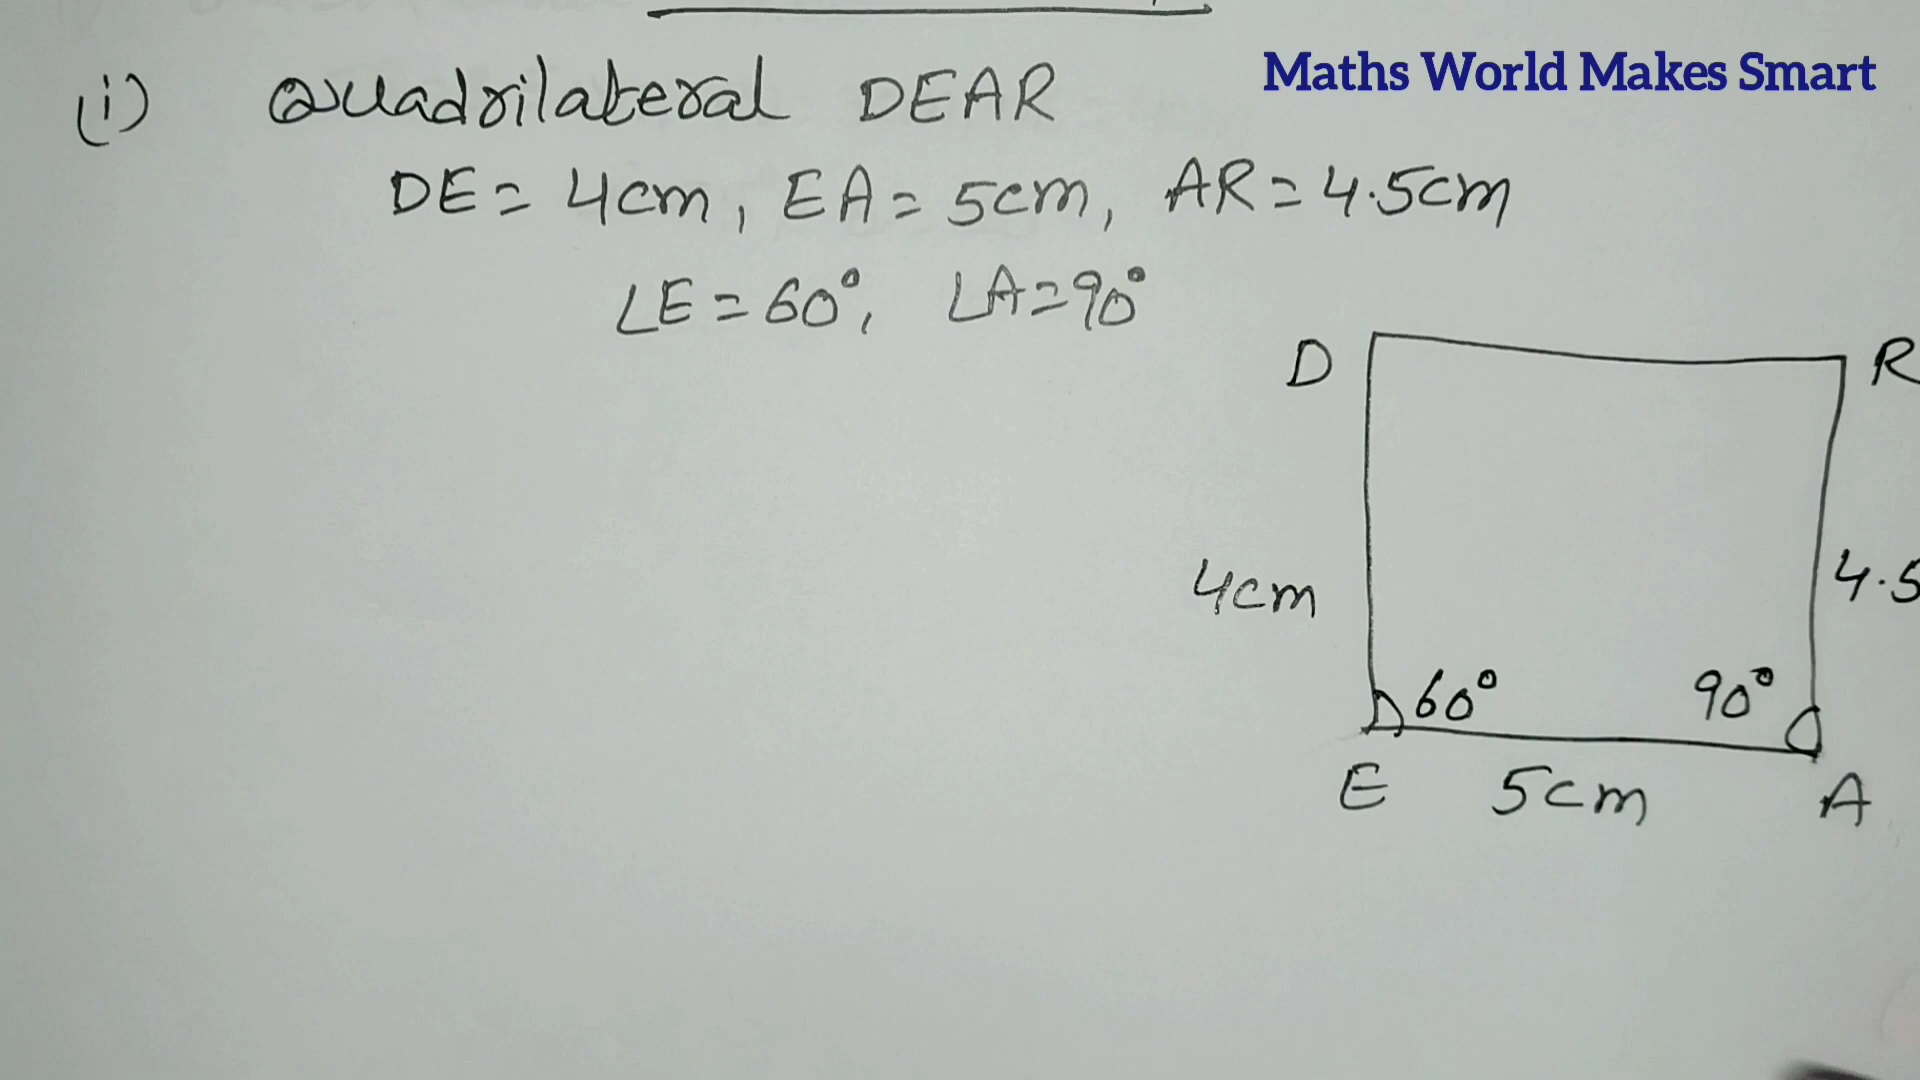 Maths World Makes Smart
(i) Quadrilateral DEAR
DE = 4cm, EA = 5cm, AR = 4.5cm
∠E = 60°, ∠A = 90°
D R
4cm 4.5
60° 90°
E 5cm A